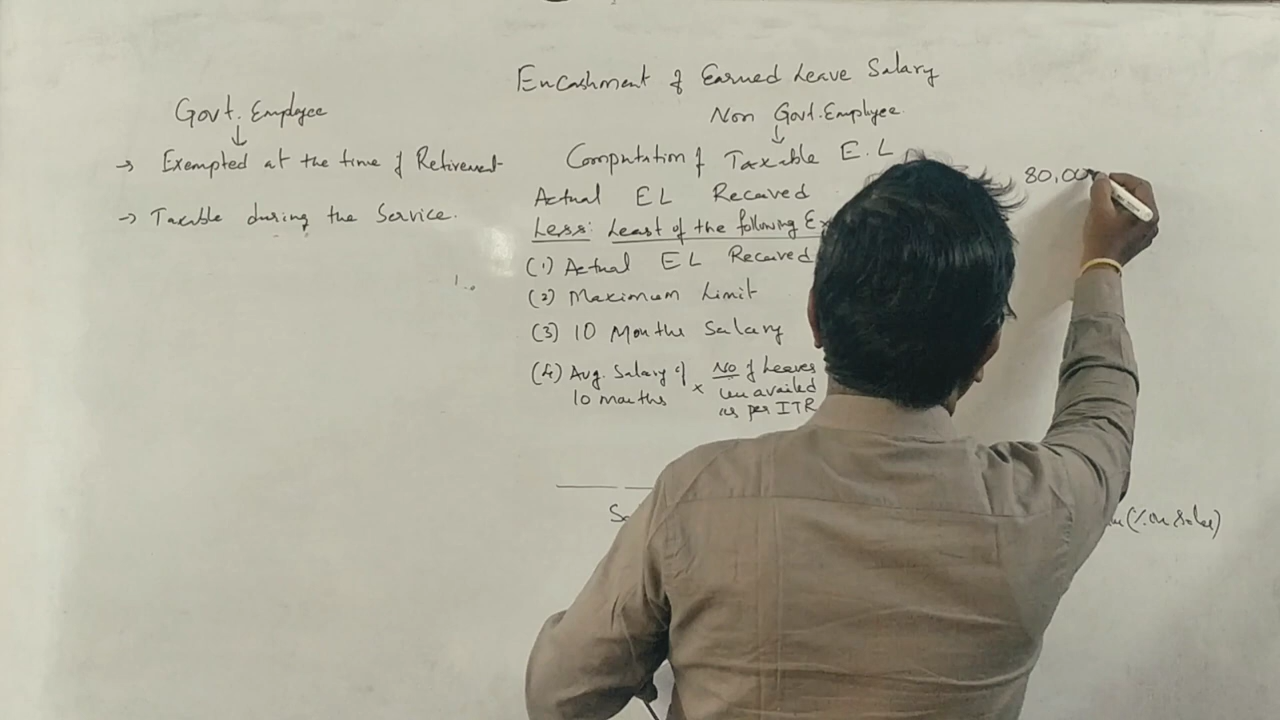 Encashment of Earned Leave Salary
Govt. Employee
→ Exempted at the time of Retirement
→ Taxable during the Service.
Non Govt. Employee
Computation of Taxable E.L
Actual EL Received
80,00
Less: Least of the following
(1) Actual EL Received
(2) Maximum Limit
(3) 10 Months Salary
(4) Avg. Salary of 10 months × No of Leaves un availed as per ITR
(% on Sales)